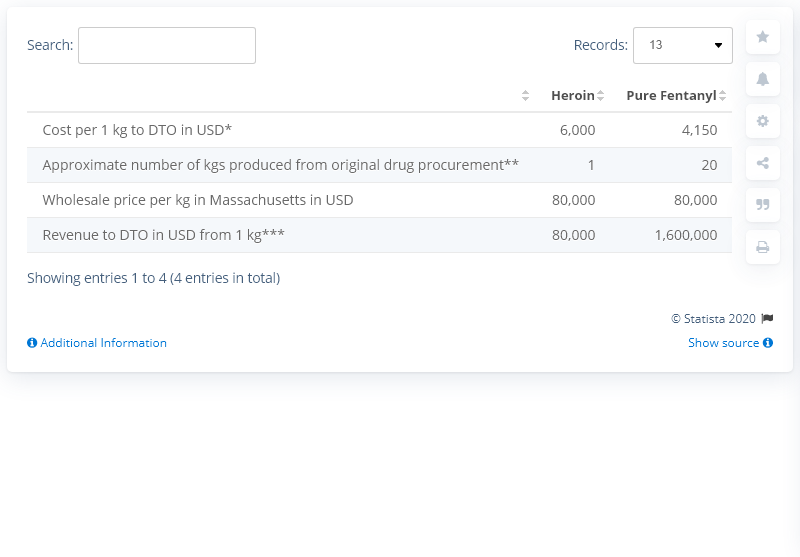 Search:
Records: 13
Heroin Pure Fentanyl
Cost per 1 kg to DTO in USD* 6,000 4,150
Approximate number of kgs produced from original drug procurement** 1 20
Wholesale price per kg in Massachusetts in USD 80,000 80,000
Revenue to DTO in USD from 1 kg*** 80,000 1,600,000
Showing entries 1 to 4 (4 entries in total)
© Statista 2020
Additional Information
Show source